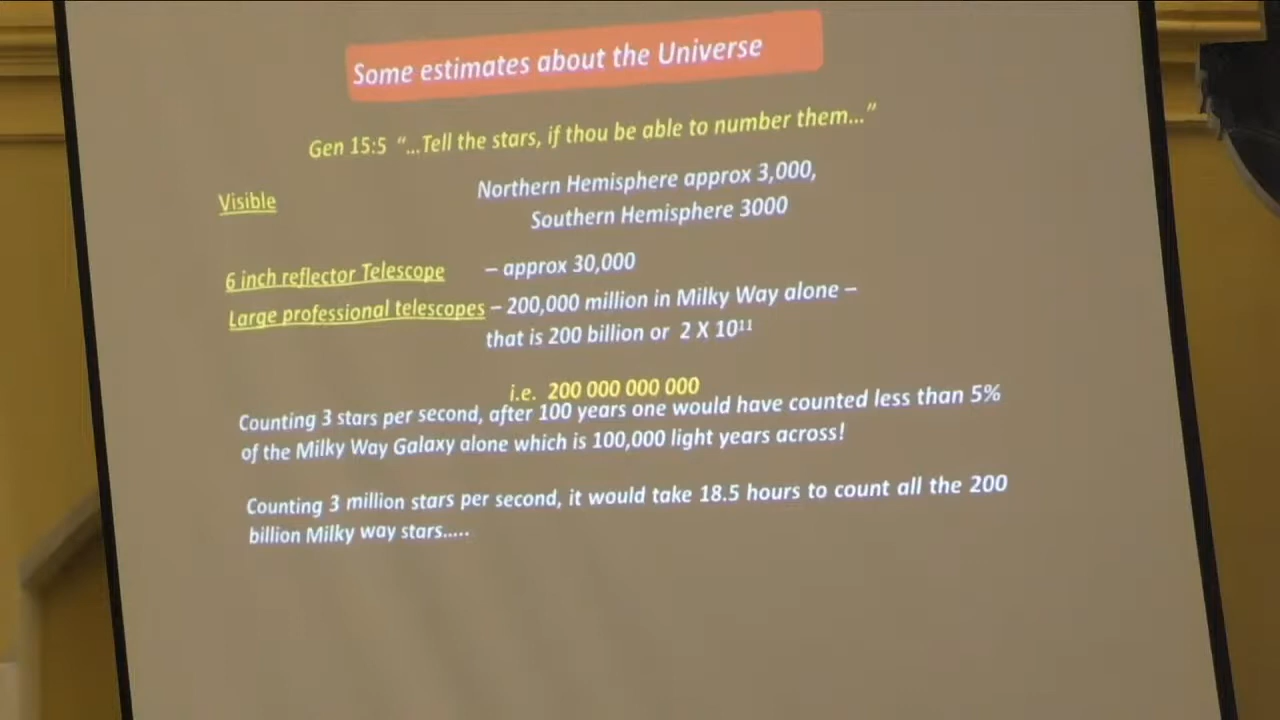 Some estimates about the Universe
Gen 15:5 “...Tell the stars, if thou be able to number them...”
Visible
Northern Hemisphere approx 3,000,
Southern Hemisphere 3000
6 inch reflector Telescope – approx 30,000
Large professional telescopes – 200,000 million in Milky Way alone –
that is 200 billion or 2 X 10¹¹
i.e. 200 000 000 000
Counting 3 stars per second, after 100 years one would have counted less than 5%
of the Milky Way Galaxy alone which is 100,000 light years across!
Counting 3 million stars per second, it would take 18.5 hours to count all the 200
billion Milky way stars.....